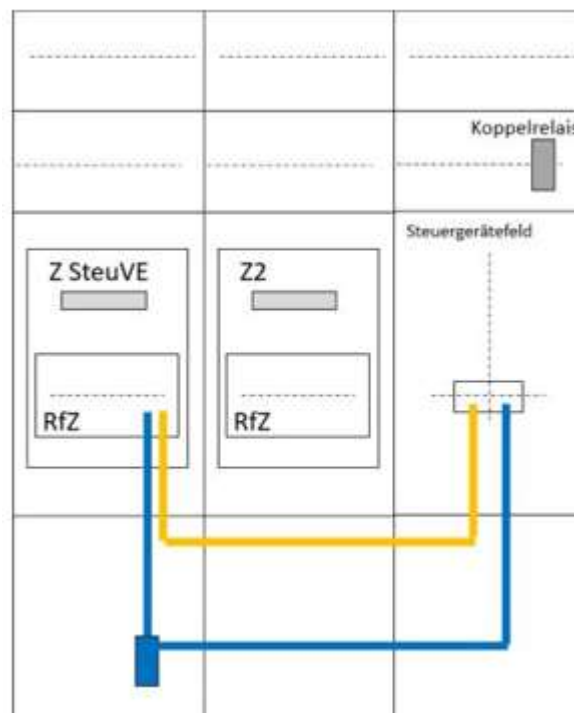 Koppelrelais
Steuergerätefeld
Z SteuVE
Z2
RfZ
RfZ